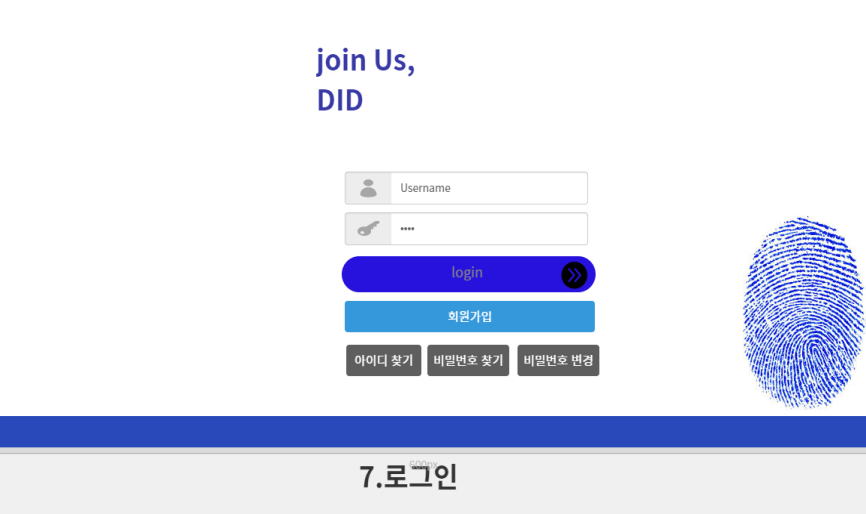 join Us,
DID
Username
login
회원가입
아이디 찾기 비밀번호 찾기 비밀번호 변경
600px
7.로그인